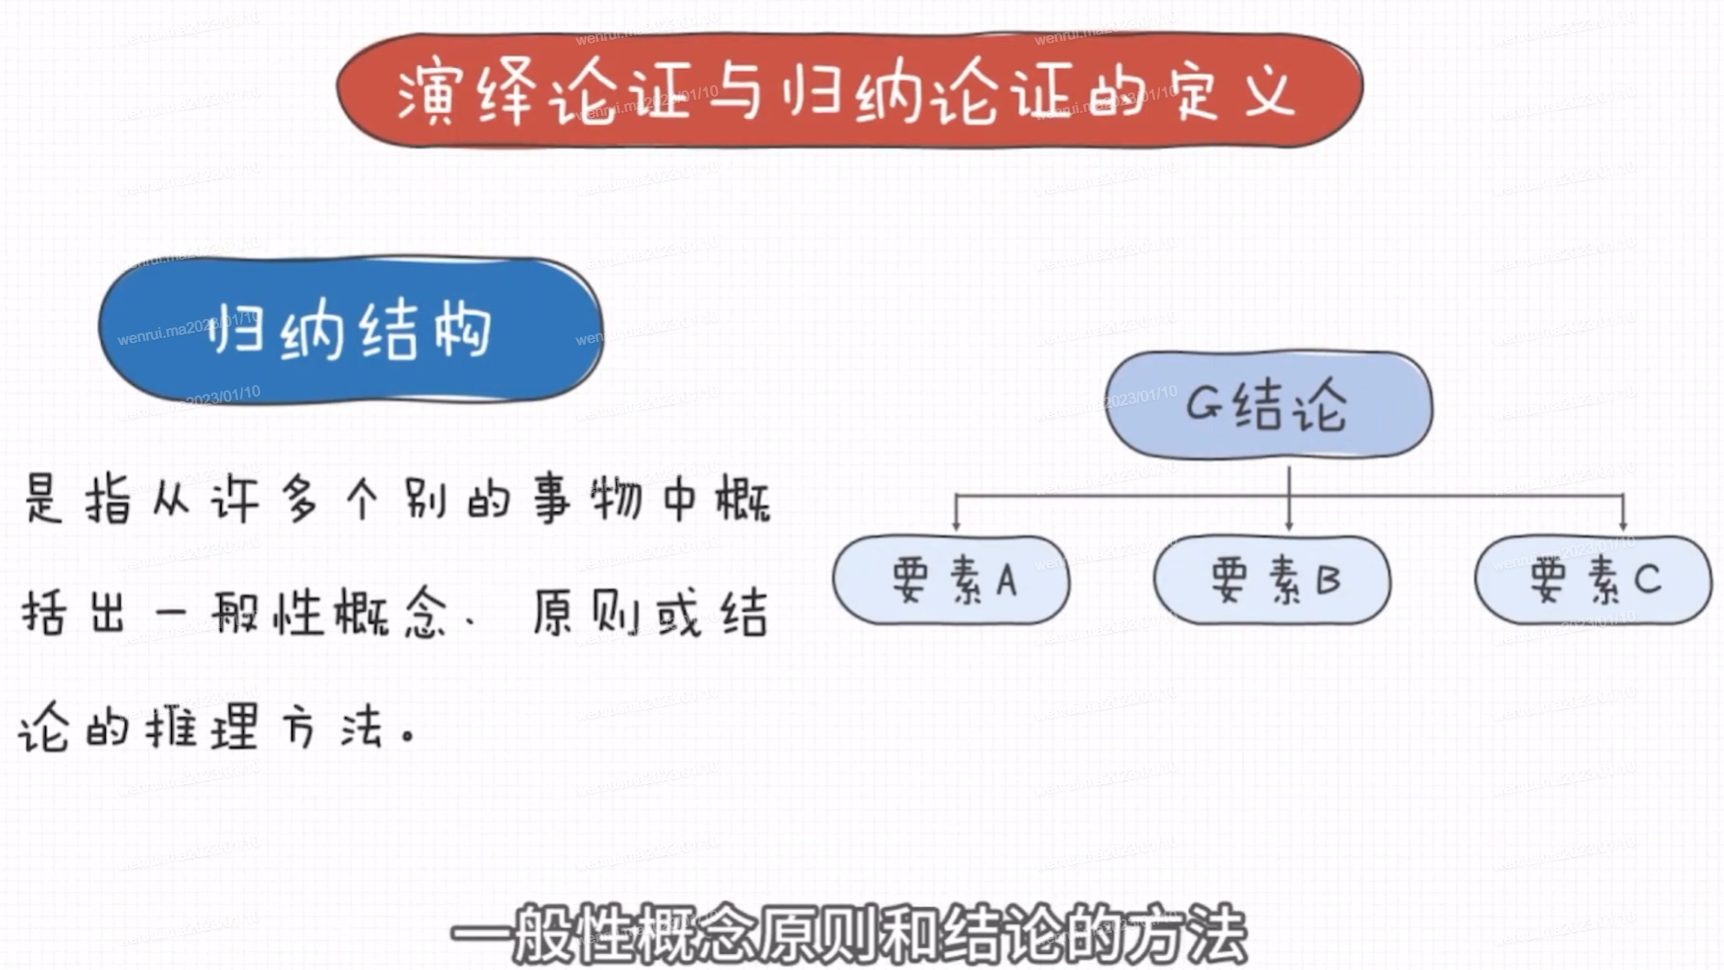 演绎论证与归纳论证的定义
归纳结构
是指从许多个别的事物中概
括出一般性概念、原则或结
论的推理方法。
G结论
要素A
要素B
要素C
一般性概念原则和结论的方法
wenrui.ma2023/01/10